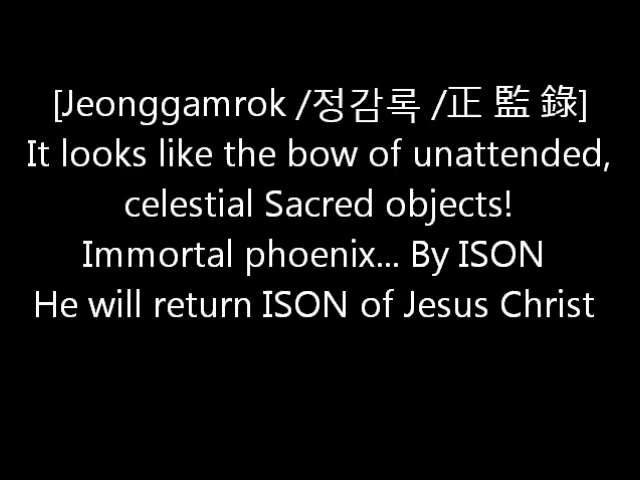 [Jeonggamrok /정감록 /正 監 錄]
It looks like the bow of unattended,
celestial Sacred objects!
Immortal phoenix... By ISON
He will return ISON of Jesus Christ